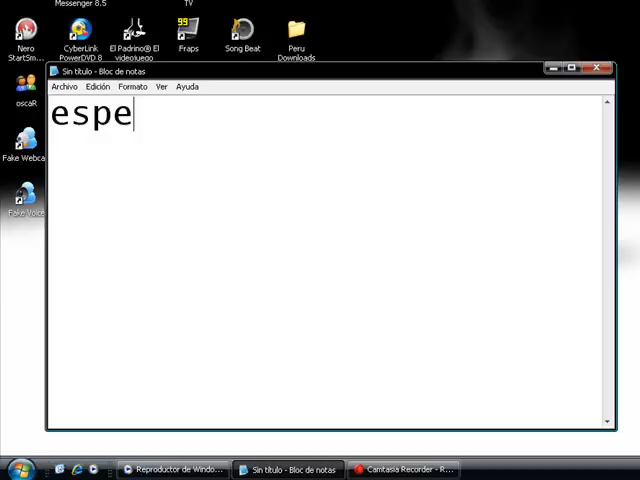 Messenger 8.5
TV
Nero
StartSm...
CyberLink
PowerDVD 8
El Padrino® El
videojuego
99
Fraps
Song Beat
Peru
Downloads
oscaR
Fake Webca
Fake Voice
Sin título - Bloc de notas
Archivo Edición Formato Ver Ayuda
espe
Reproductor de Windo... Sin título - Bloc de notas Camtasia Recorder - R...